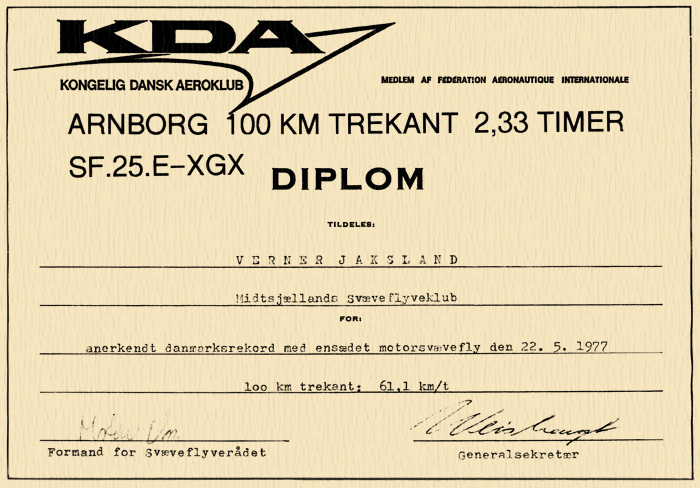 KDA
KONGELIG DANSK AEROKLUB
MEDLEM AF FÉDÉRATION AÉRONAUTIQUE INTERNATIONALE
ARNBORG 100 KM TREKANT 2,33 TIMER
SF.25.E-XGX
DIPLOM
TILDELES:
VERNER JAKSLAND
Midtsjællands Svæveflyveklub
FOR:
anerkendt danmarksrekord med ensædet motorsvævefly den 22. 5. 1977
loo km trekant: 61,1 km/t
Formand for Svæveflyverådet
Generalsekretær